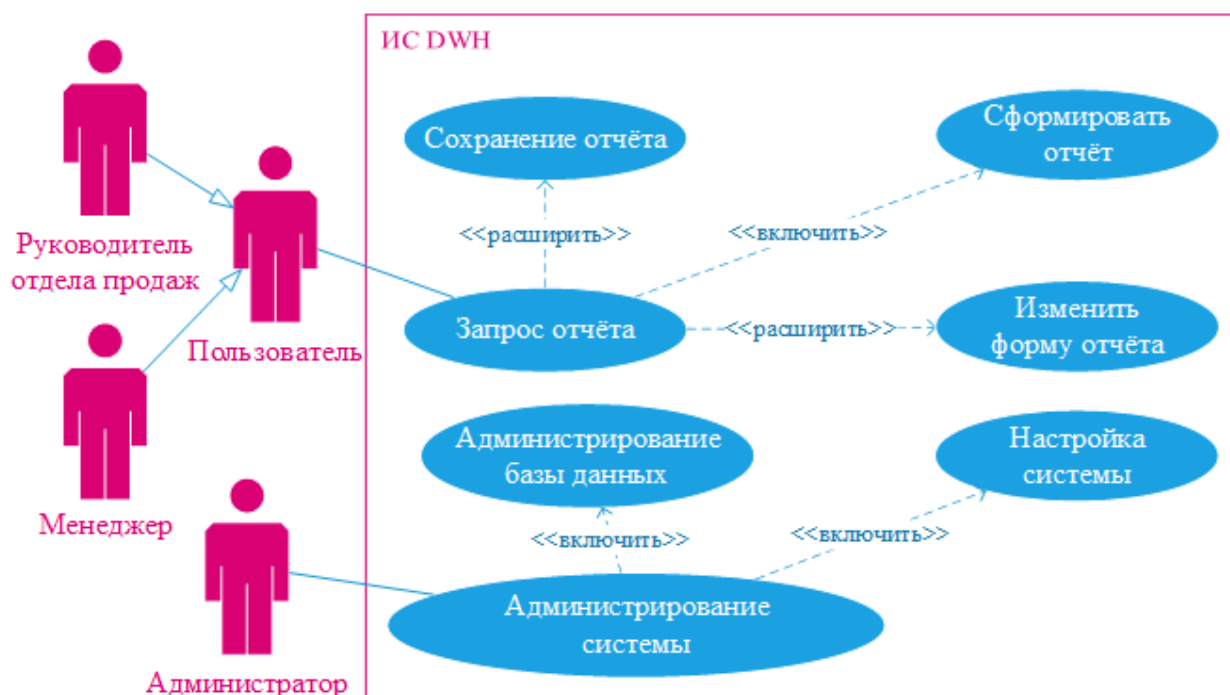 ИС DWH
Сохранение отчёта
Сформировать
отчёт
<<расширить>>
<<включить>>
Руководитель
отдела продаж
Запрос отчёта
<<расширить>>
Изменить
форму отчёта
Пользователь
Администрирование
базы данных
Настройка
системы
Менеджер
<<включить>>
<<включить>>
Администрирование
системы
Администратор